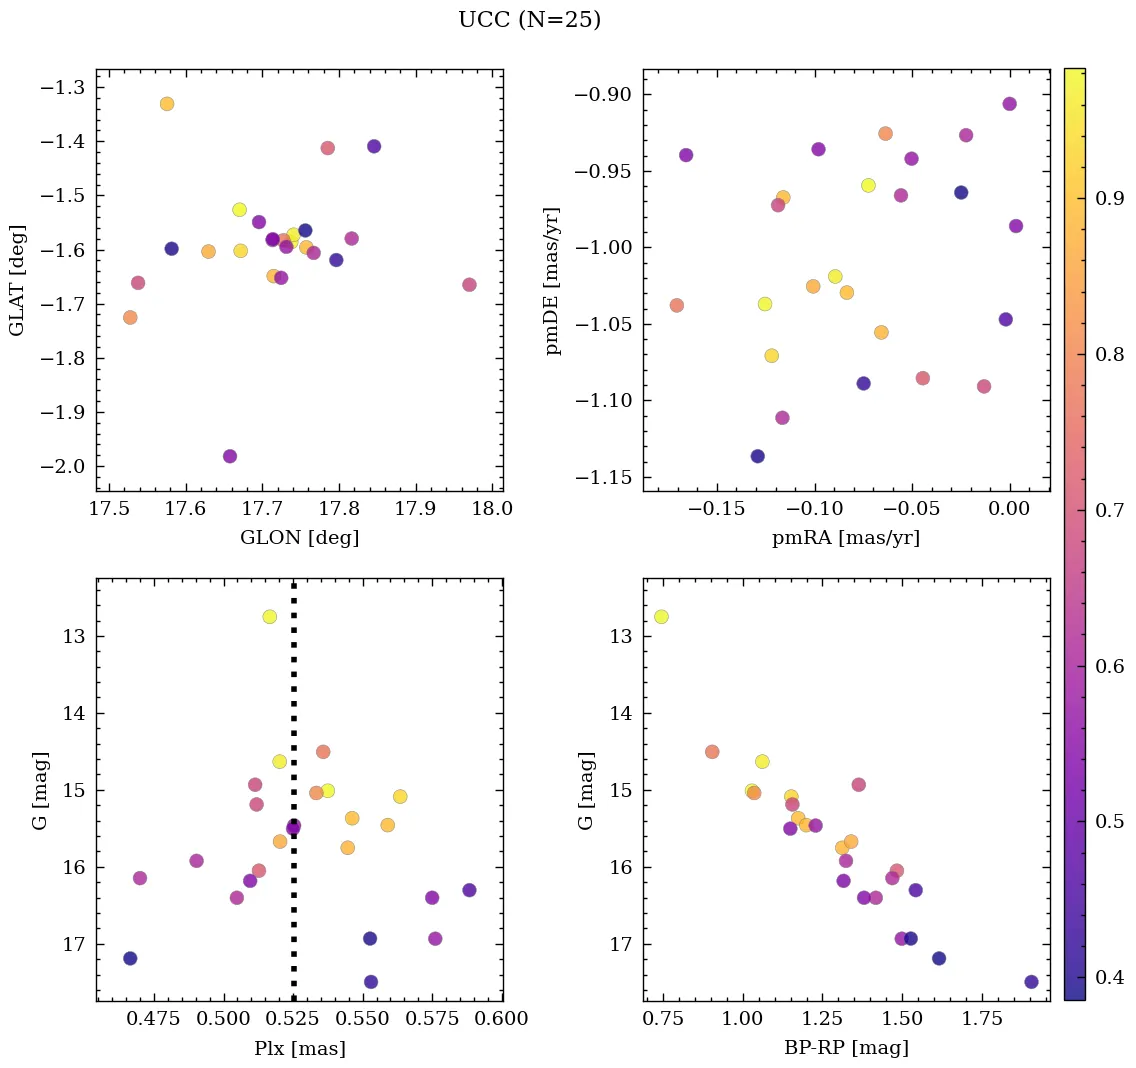 UCC (N=25)
−1.3
−1.4
−1.5
−1.6
−1.7
−1.8
−1.9
−2.0
GLAT [deg]
17.5 17.6 17.7 17.8 17.9 18.0
GLON [deg]
−0.90
−0.95
−1.00
−1.05
−1.10
−1.15
pmDE [mas/yr]
−0.15 −0.10 −0.05 0.00
pmRA [mas/yr]
13
14
15
16
17
G [mag]
0.475 0.500 0.525 0.550 0.575 0.600
Plx [mas]
G [mag]
0.75 1.00 1.25 1.50 1.75
BP-RP [mag]
0.9
0.8
0.7
0.6
0.5
0.4
13
14
15
16
17